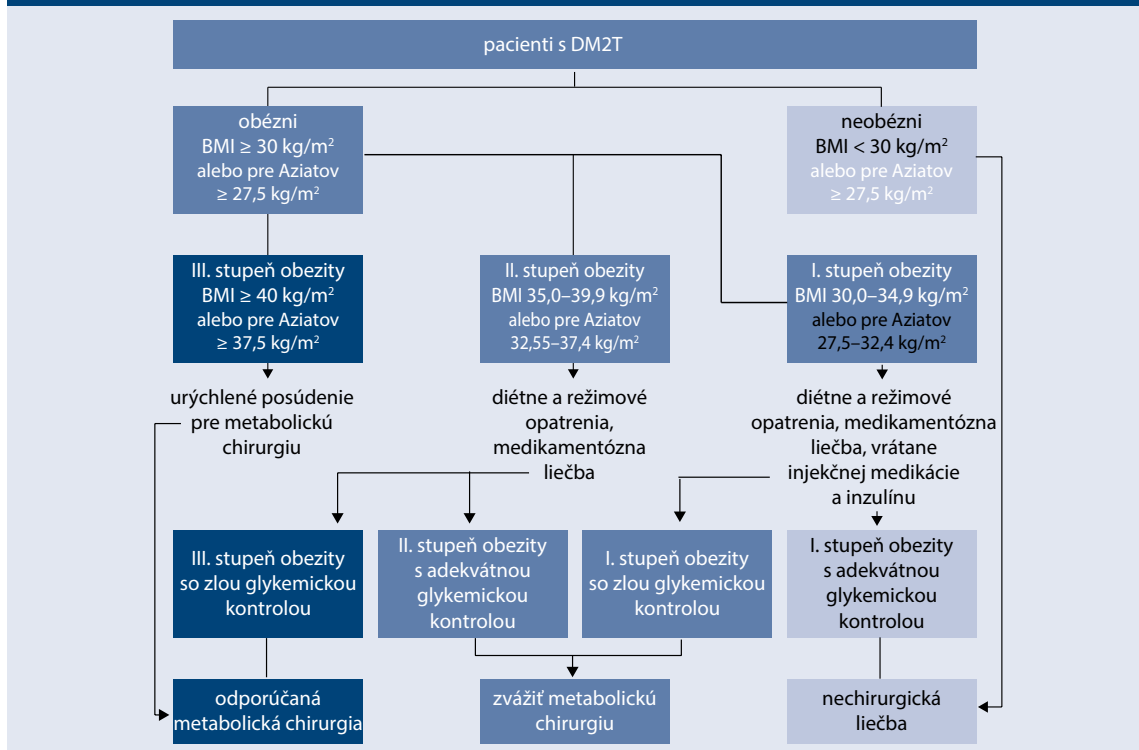 pacienti s DM2T
obézni
BMI ≥ 30 kg/m²
alebo pre Aziatov
≥ 27,5 kg/m²
neobézni
BMI < 30 kg/m²
alebo pre Aziatov
≥ 27,5 kg/m²
III. stupeň obezity
BMI ≥ 40 kg/m²
alebo pre Aziatov
≥ 37,5 kg/m²
II. stupeň obezity
BMI 35,0–39,9 kg/m²
alebo pre Aziatov
32,55–37,4 kg/m²
I. stupeň obezity
BMI 30,0–34,9 kg/m²
alebo pre Aziatov
27,5–32,4 kg/m²
urýchlené posúdenie
pre metabolickú
chirurgiu
diétne a režimové
opatrenia,
medikamentózna
liečba
diétne a režimové
opatrenia, medikamentózna
liečba, vrátane
injekčnej medikácie
a inzulínu
III. stupeň obezity
so zlou glykemickou
kontrolou
II. stupeň obezity
s adekvátnou
glykemickou
kontrolou
I. stupeň obezity
so zlou glykemickou
kontrolou
I. stupeň obezity
s adekvátnou
glykemickou
kontrolou
odporúčaná
metabolická chirurgia
zvážiť metabolickú
chirurgiu
nechirurgická
liečba